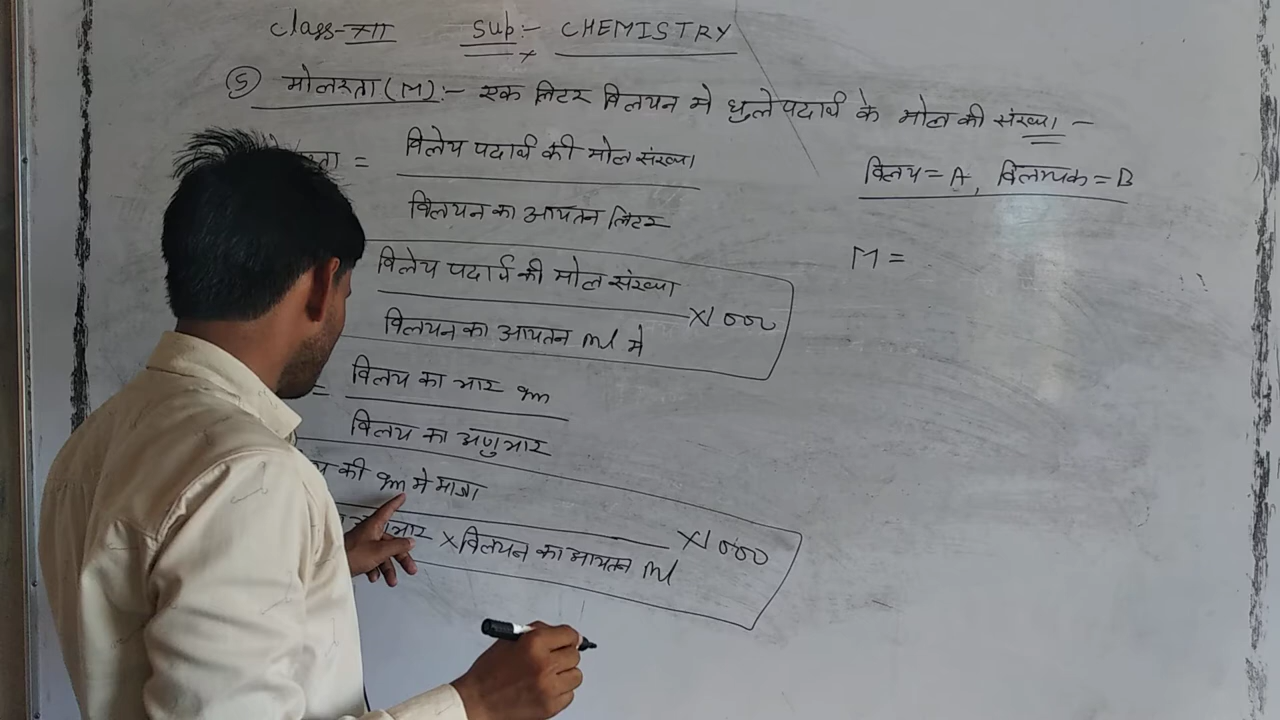 class-XII Sub:- CHEMISTRY
⑤ मोलरता (M):- एक लिटर विलयन मे घुले पदार्थ के मोल की संख्या -
= विलेय पदार्थ की मोल संख्या
विलयन का आयतन लिटर
विलेय पदार्थ की मोल संख्या
विलयन का आयतन ml मे
×1000
= विलय का भार gm
विलय का अणुभार
की gm मे मात्रा
×विलयन का आयतन ml
×1000
विलय = A, विलायक = B
M =